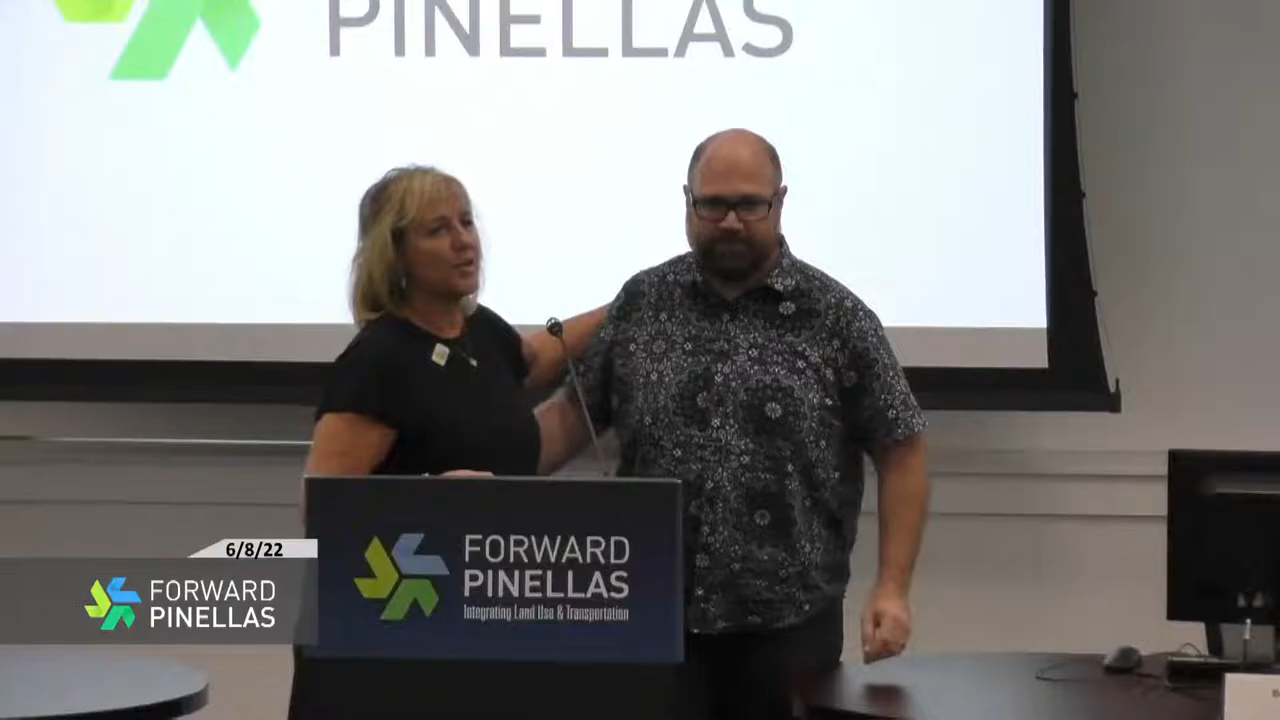 PINELLAS
FORWARD
PINELLAS
Integrating Land Use & Transportation
6/8/22
FORWARD
PINELLAS